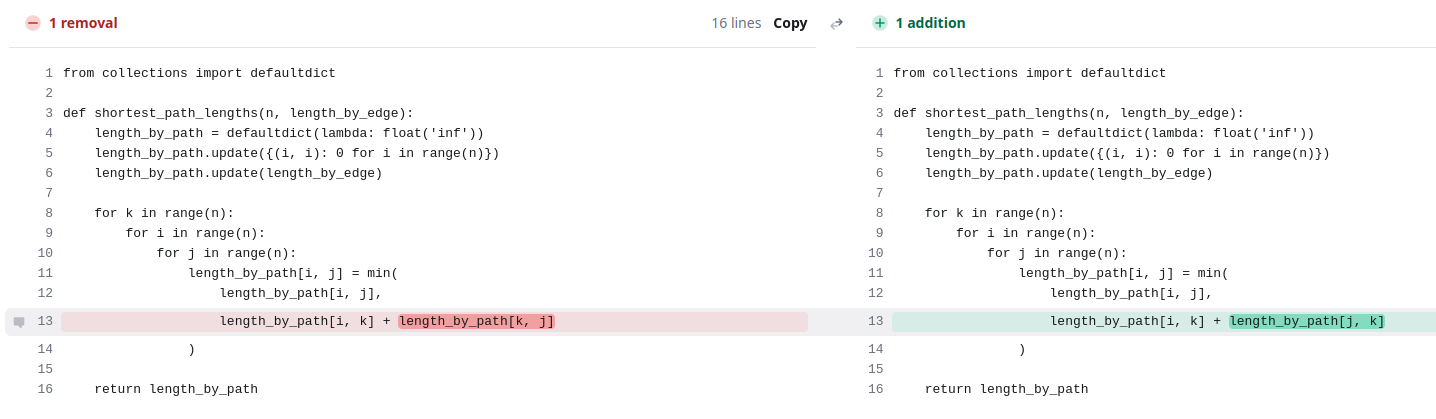 1 removal
16 lines Copy
1 from collections import defaultdict
2
3 def shortest_path_lengths(n, length_by_edge):
4     length_by_path = defaultdict(lambda: float('inf'))
5     length_by_path.update({(i, i): 0 for i in range(n)})
6     length_by_path.update(length_by_edge)
7
8     for k in range(n):
9         for i in range(n):
10             for j in range(n):
11                 length_by_path[i, j] = min(
12                     length_by_path[i, j],
13                     length_by_path[i, k] + length_by_path[k, j]
14                 )
15
16     return length_by_path
1 addition
1 from collections import defaultdict
2
3 def shortest_path_lengths(n, length_by_edge):
4     length_by_path = defaultdict(lambda: float('inf'))
5     length_by_path.update({(i, i): 0 for i in range(n)})
6     length_by_path.update(length_by_edge)
7
8     for k in range(n):
9         for i in range(n):
10             for j in range(n):
11                 length_by_path[i, j] = min(
12                     length_by_path[i, j],
13                     length_by_path[i, k] + length_by_path[j, k]
14                 )
15
16     return length_by_path